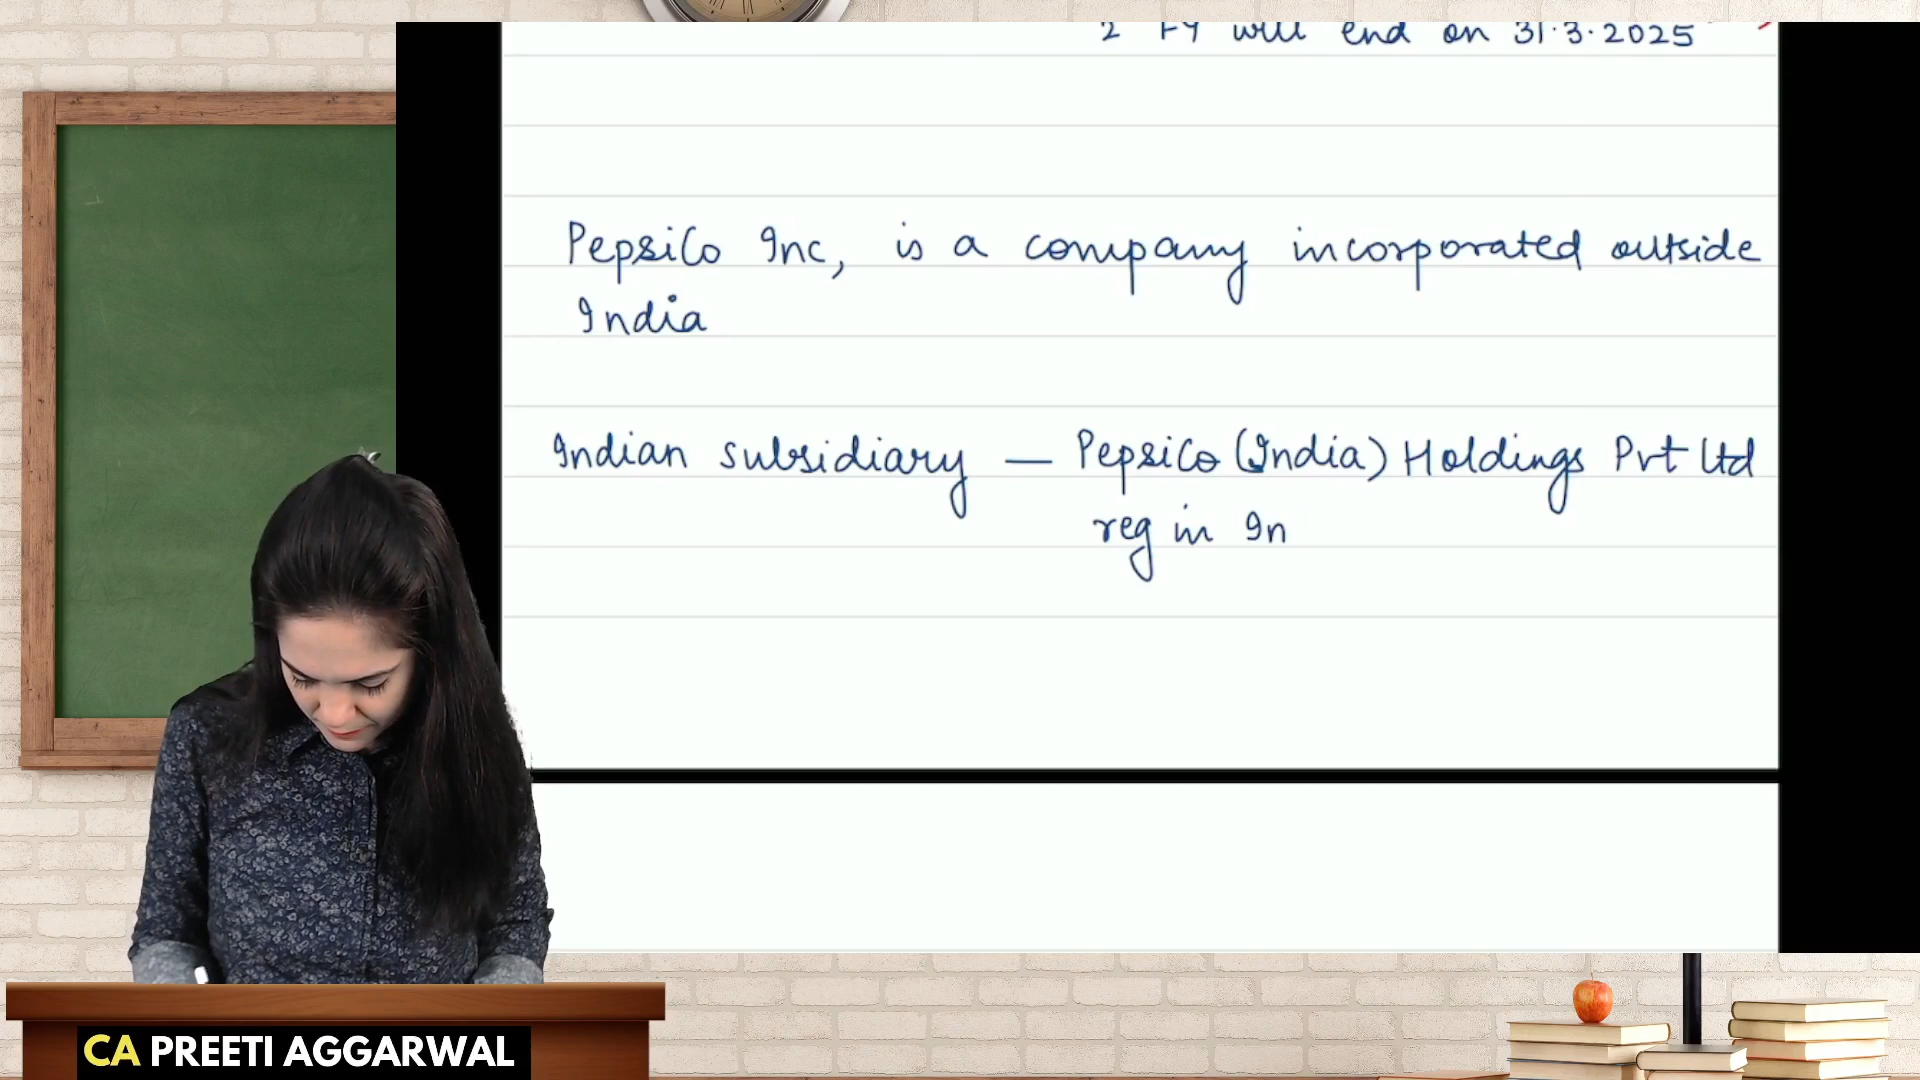 2 FY will end on 31.3.2025
PepsiCo Inc, is a company incorporated outside
India
Indian subsidiary — PepsiCo (India) Holdings Pvt Ltd
reg in In
CA PREETI AGGARWAL